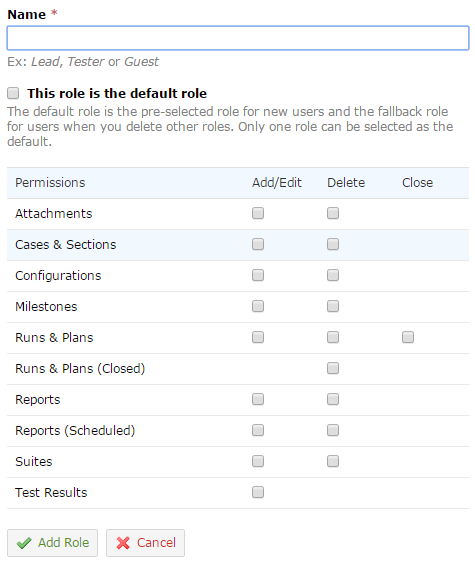 Name *
Ex: Lead, Tester or Guest
This role is the default role
The default role is the pre-selected role for new users and the fallback role
for users when you delete other roles. Only one role can be selected as the
default.
Permissions Add/Edit Delete Close
Attachments
Cases & Sections
Configurations
Milestones
Runs & Plans
Runs & Plans (Closed)
Reports
Reports (Scheduled)
Suites
Test Results
Add Role Cancel